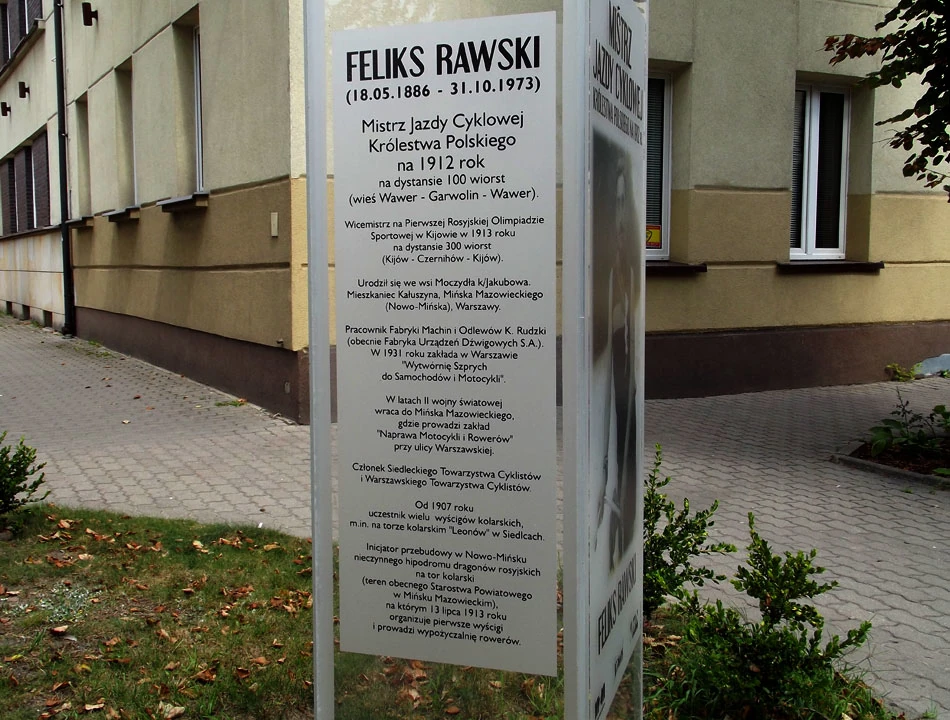 FELIKS RAWSKI
(18.05.1886 - 31.10.1973)
Mistrz Jazdy Cyklowej
Królestwa Polskiego
na 1912 rok
na dystansie 100 wiorst
(wieś Wawer - Garwolin - Wawer).
Wicemistrz na Pierwszej Rosyjskiej Olimpiadzie
Sportowej w Kijowie w 1913 roku
na dystansie 300 wiorst
(Kijów - Czernihów - Kijów).
Urodził się we wsi Moczydła k/Jakubowa.
Mieszkaniec Kałuszyna, Mińska Mazowieckiego
(Nowo-Mińska), Warszawy.
Pracownik Fabryki Machin i Odlewów K. Rudzki
(obecnie Fabryka Urządzeń Dźwigowych S.A.).
W 1931 roku zakłada w Warszawie
"Wytwórnię Szprych
do Samochodów i Motocykli".
W latach II wojny światowej
wraca do Mińska Mazowieckiego,
gdzie prowadzi zakład
"Naprawa Motocykli i Rowerów"
przy ulicy Warszawskiej.
Członek Siedleckiego Towarzystwa Cyklistów
i Warszawskiego Towarzystwa Cyklistów.
Od 1907 roku
uczestnik wielu wyścigów kolarskich,
m.in. na torze kolarskim "Leonów" w Siedlcach.
Inicjator przebudowy w Nowo-Mińsku
nieczynnego hipodromu dragonów rosyjskich
na tor kolarski
(teren obecnego Starostwa Powiatowego
w Mińsku Mazowieckim),
na którym 13 lipca 1913 roku
organizuje pierwsze wyścigi
i prowadzi wypożyczalnię rowerów.
MISTRZ
JAZDY CYKLOWEJ
KRÓLESTWA POLSKIEGO NA
FELIKS RAWSKI